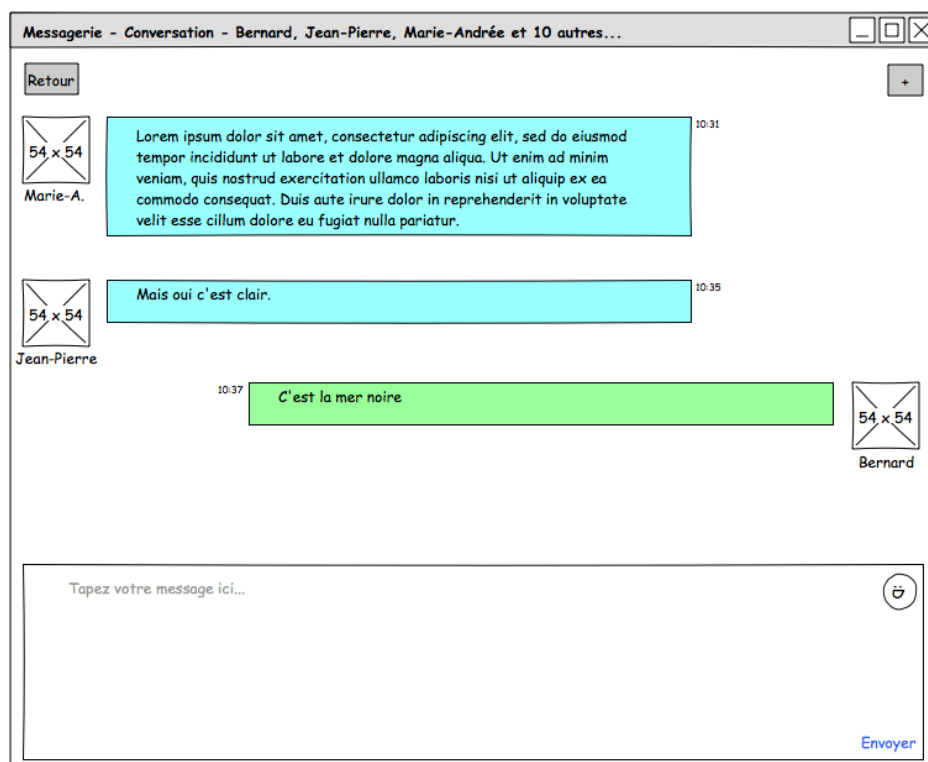 Messagerie - Conversation - Bernard, Jean-Pierre, Marie-Andrée et 10 autres...
Retour
+
54 x 54
Marie-A.
Lorem ipsum dolor sit amet, consectetur adipiscing elit, sed do eiusmod
tempor incididunt ut labore et dolore magna aliqua. Ut enim ad minim
veniam, quis nostrud exercitation ullamco laboris nisi ut aliquip ex ea
commodo consequat. Duis aute irure dolor in reprehenderit in voluptate
velit esse cillum dolore eu fugiat nulla pariatur.
10:31
54 x 54
Jean-Pierre
Mais oui c'est clair.
10:35
10:37
C'est la mer noire
54 x 54
Bernard
Tapez votre message ici...
Envoyer